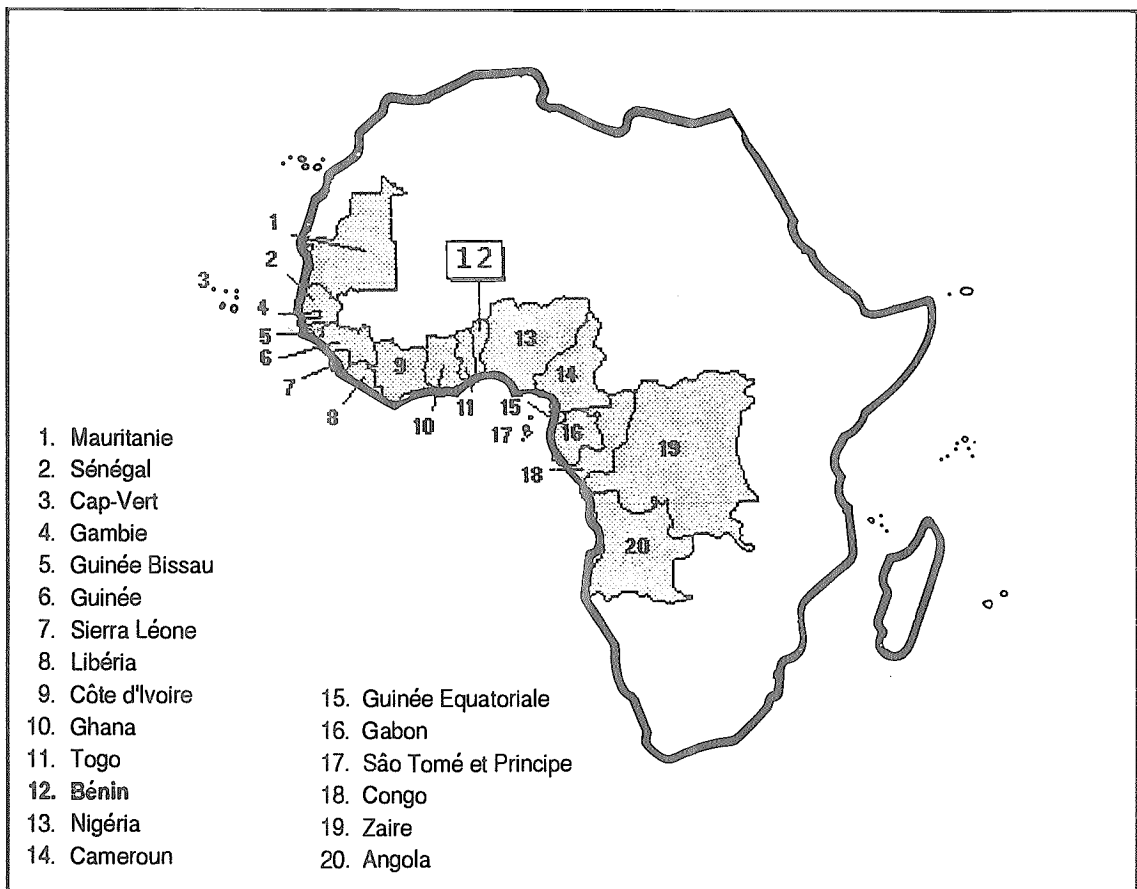 1
2
12
3
4
5
13
6
9
14
7
8
15
11
10
17
16
19
18
20
1. Mauritanie
2. Sénégal
3. Cap-Vert
4. Gambie
5. Guinée Bissau
6. Guinée
7. Sierra Léone
8. Libéria
9. Côte d'Ivoire
10. Ghana
11. Togo
12. Bénin
13. Nigéria
14. Cameroun
15. Guinée Equatoriale
16. Gabon
17. Sâo Tomé et Principe
18. Congo
19. Zaire
20. Angola